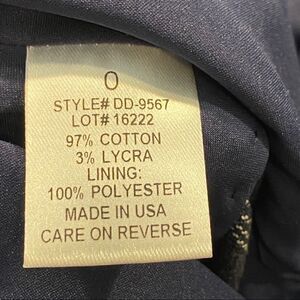 0
STYLE# DD-9567
LOT# 16222
97% COTTON
3% LYCRA
LINING:
100% POLYESTER
MADE IN USA
CARE ON REVERSE